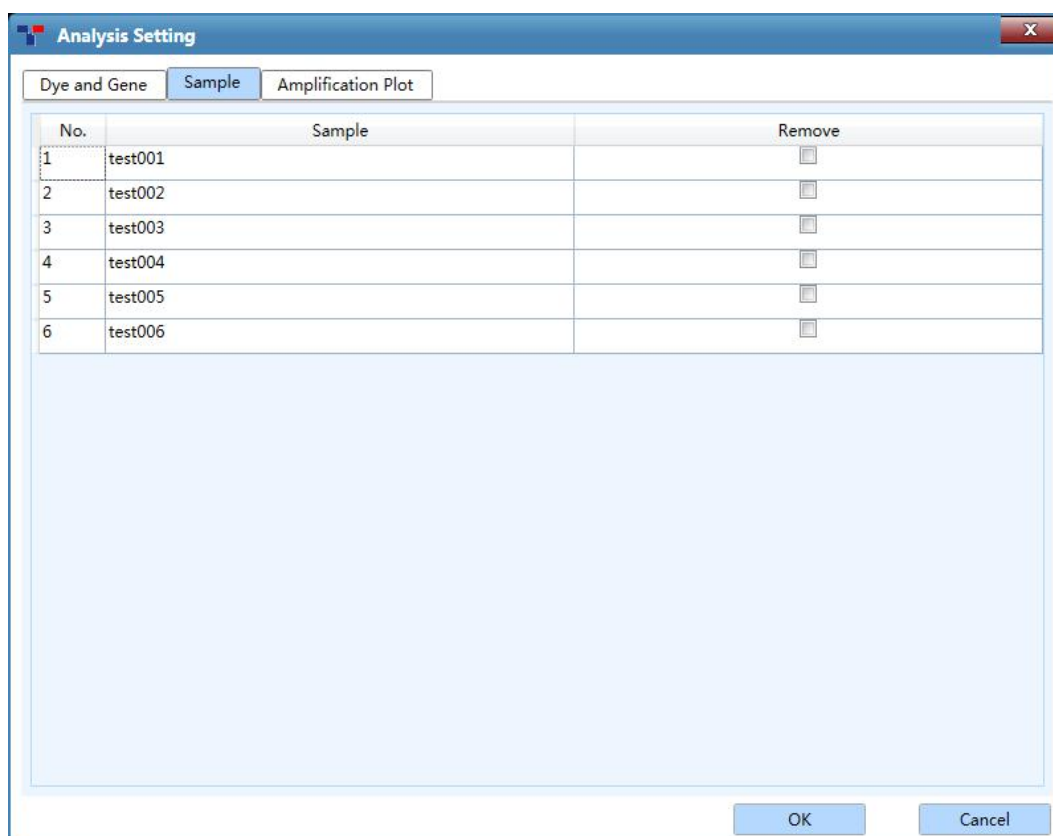 Analysis Setting
x
Dye and Gene Sample Amplification Plot
No. Sample Remove
1 test001
2 test002
3 test003
4 test004
5 test005
6 test006
OK Cancel